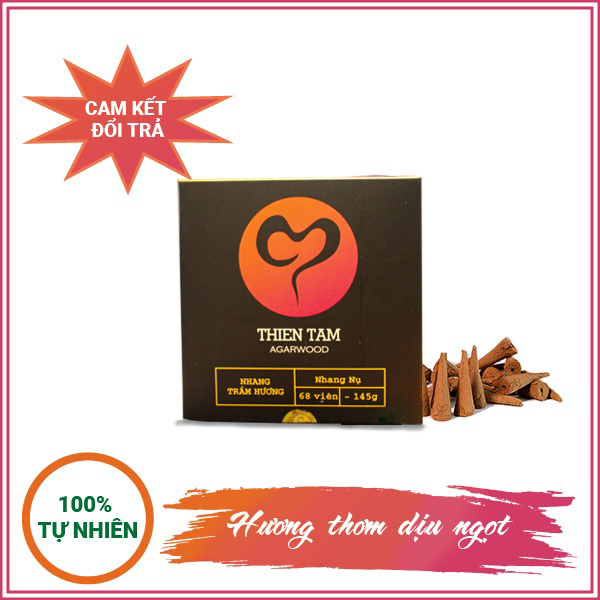 CAM KẾT
ĐỔI TRẢ
THIEN TAM
AGARWOOD
NHANG
TRẦM HƯƠNG
Nhang Nụ
68 viên - 145g
100%
TỰ NHIÊN
Hương thơm dịu ngọt